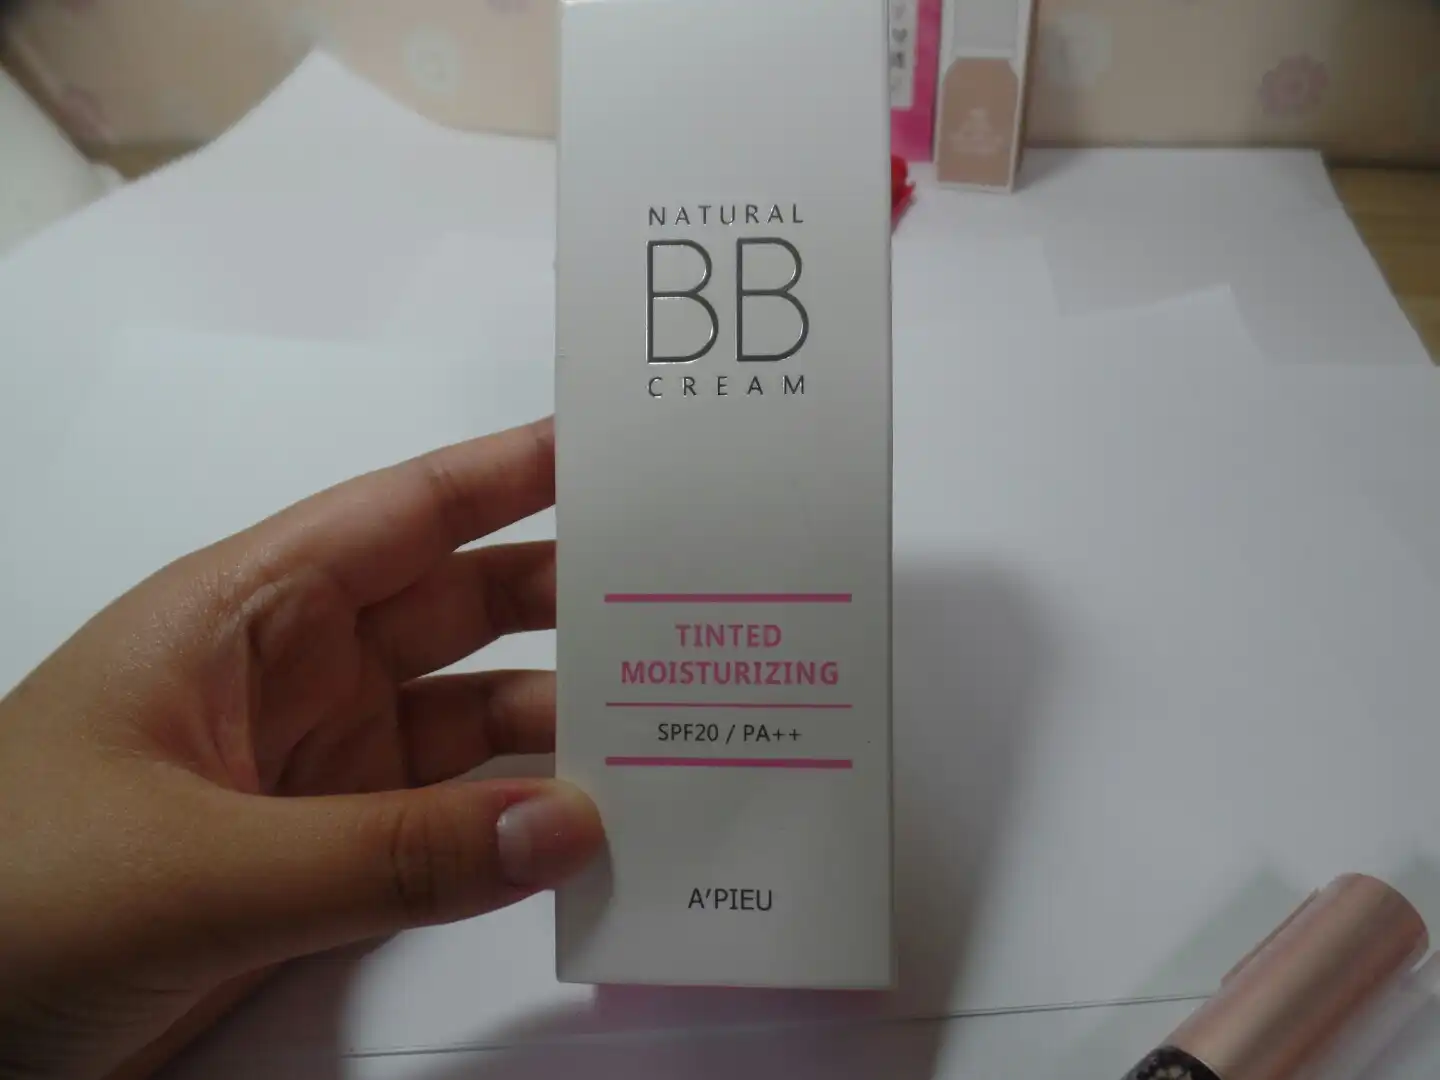 NATURAL
BB
CREAM
TINTED
MOISTURIZING
SPF20 / PA++
A'PIEU